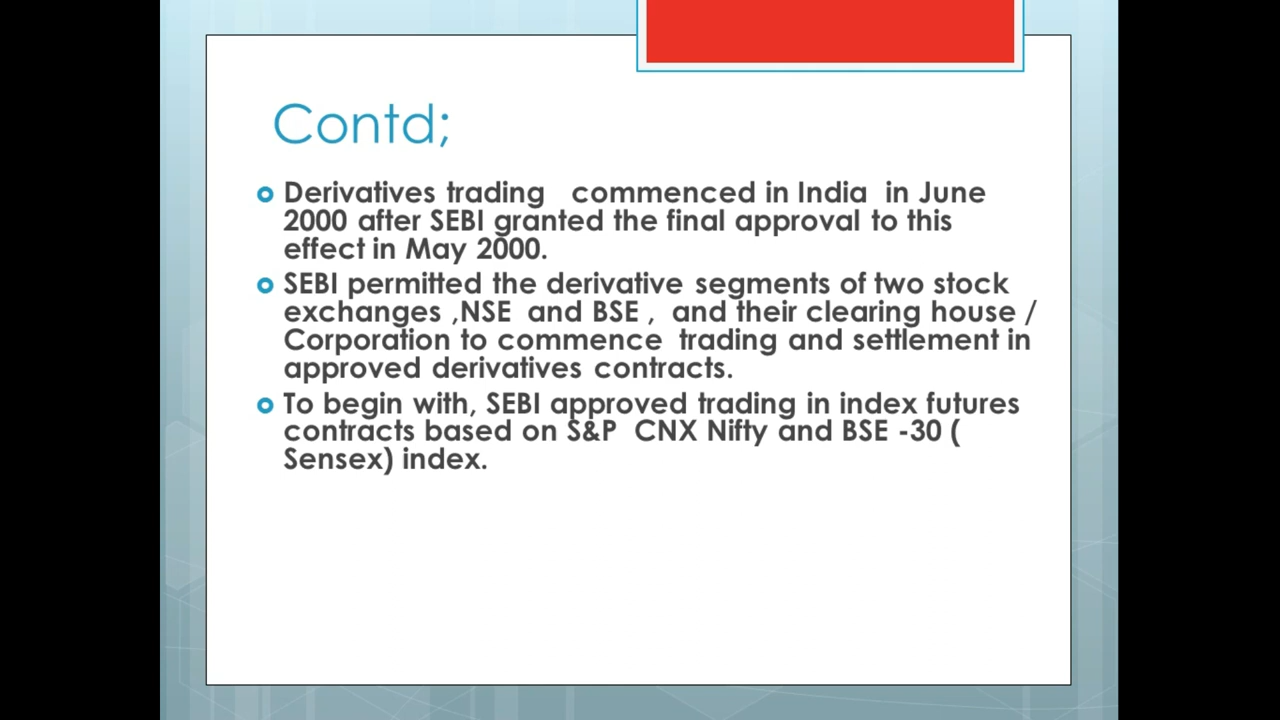 Contd;
Derivatives trading commenced in India in June
2000 after SEBI granted the final approval to this
effect in May 2000.
SEBI permitted the derivative segments of two stock
exchanges ,NSE and BSE , and their clearing house /
Corporation to commence trading and settlement in
approved derivatives contracts.
To begin with, SEBI approved trading in index futures
contracts based on S&P CNX Nifty and BSE -30 (
Sensex) index.